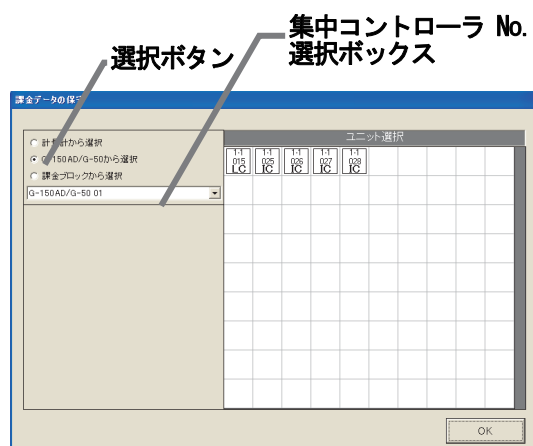 集中コントローラ No.
選択ボックス
選択ボタン
課金データの保
計 計から選択
G-150AD/G-50から選択
課金ブロックから選択
G-150AD/G-50 01
ユニット選択
1-1 1-1 1-1 1-1 1-1
015 025 026 027 028
LC IC IC IC IC
OK